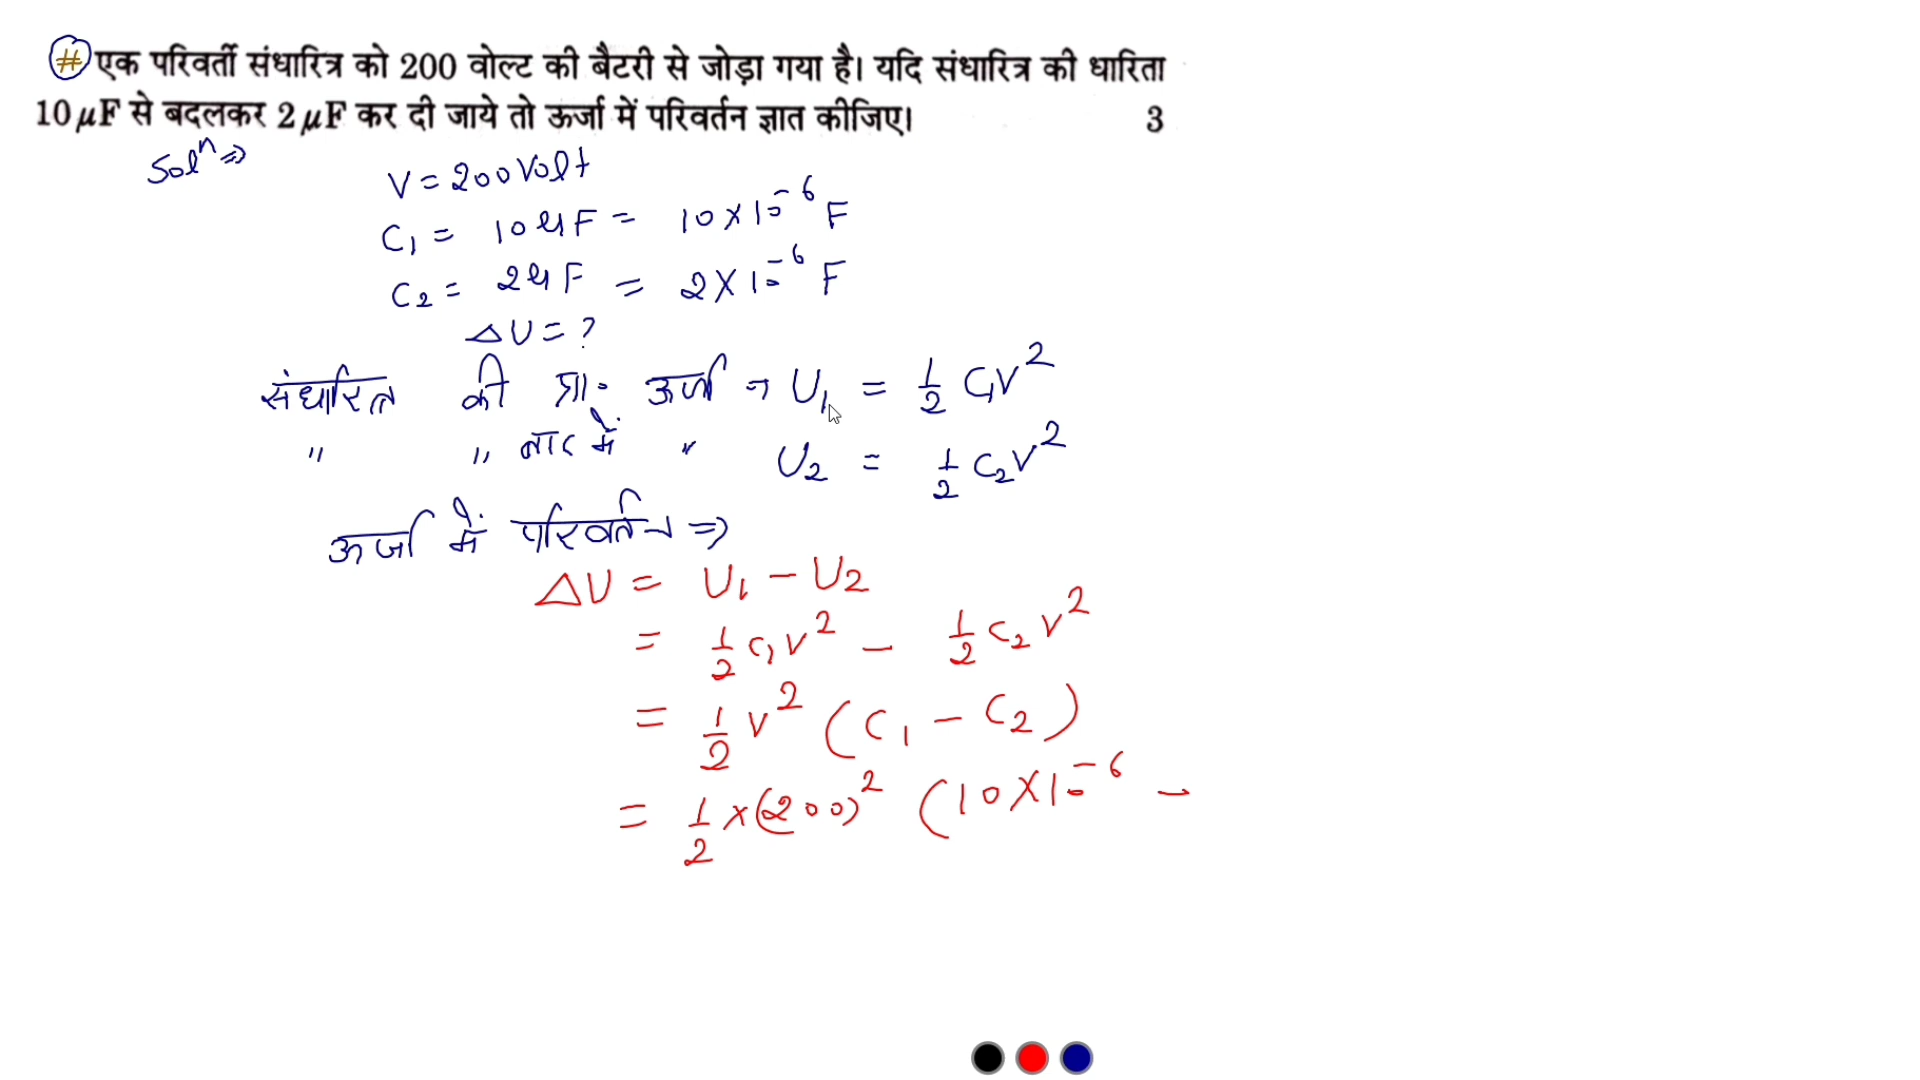 # एक परिवर्ती संधारित्र को 200 वोल्ट की बैटरी से जोड़ा गया है। यदि संधारित्र की धारिता
10 μF से बदलकर 2 μF कर दी जाये तो ऊर्जा में परिवर्तन ज्ञात कीजिए। 3
Solⁿ ⇒
V = 200 Volt
C₁ = 10 μF = 10 × 10⁻⁶ F
C₂ = 2 μF = 2 × 10⁻⁶ F
ΔU = ?
संधारित्र की प्रा॰ ऊर्जा → U₁ = 1/2 C₁V²
" " बाद में " U₂ = 1/2 C₂V²
ऊर्जा में परिवर्तन ⇒
ΔU = U₁ − U₂
= 1/2 C₁V² − 1/2 C₂V²
= 1/2 V² (C₁ − C₂)
= 1/2 × (200)² (10 × 10⁻⁶ −